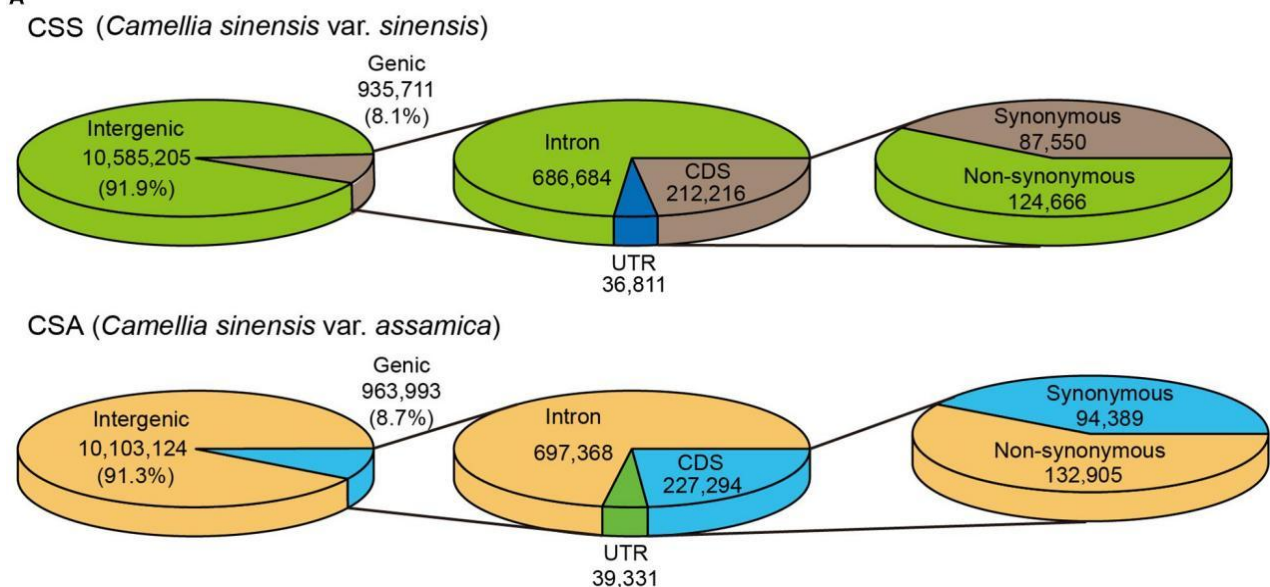 A
CSS (Camellia sinensis var. sinensis)
Genic
935,711
(8.1%)
Intergenic
10,585,205
(91.9%)
Intron
686,684
CDS
212,216
UTR
36,811
Synonymous
87,550
Non-synonymous
124,666
CSA (Camellia sinensis var. assamica)
Genic
963,993
(8.7%)
Intergenic
10,103,124
(91.3%)
Intron
697,368
CDS
227,294
UTR
39,331
Synonymous
94,389
Non-synonymous
132,905